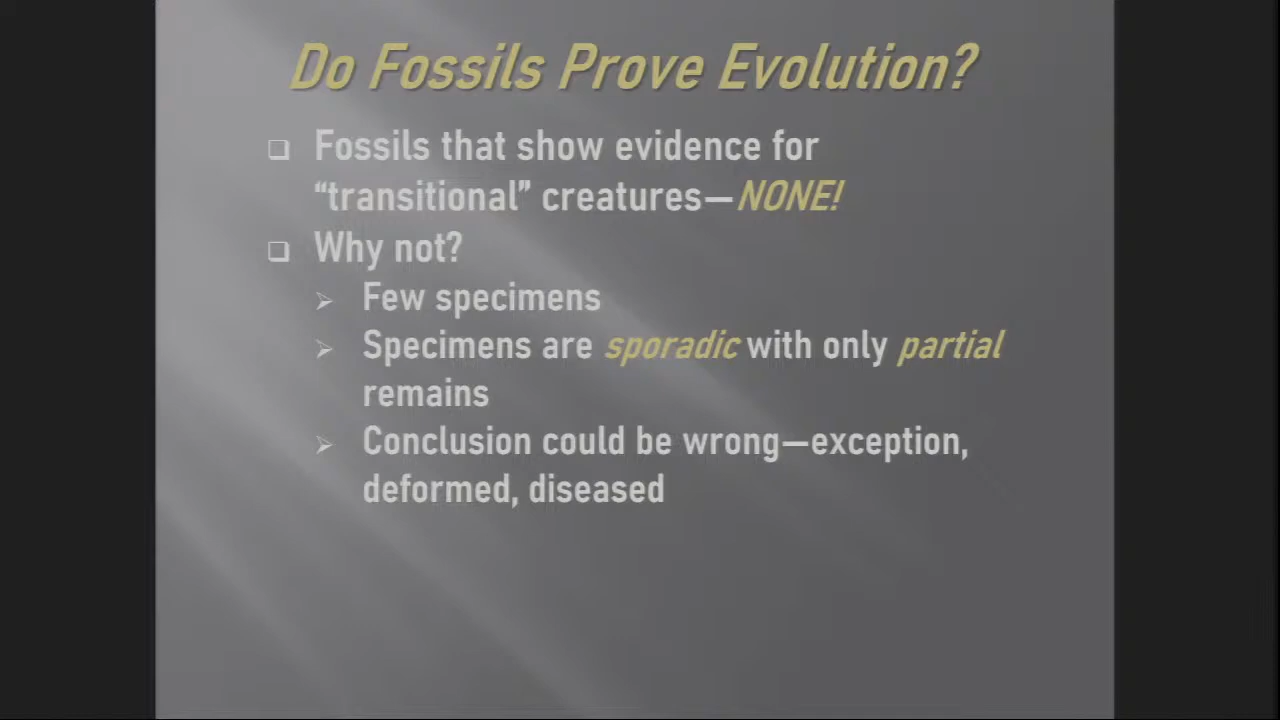 Do Fossils Prove Evolution?
Fossils that show evidence for
“transitional” creatures—NONE!
Why not?
Few specimens
Specimens are sporadic with only partial
remains
Conclusion could be wrong—exception,
deformed, diseased